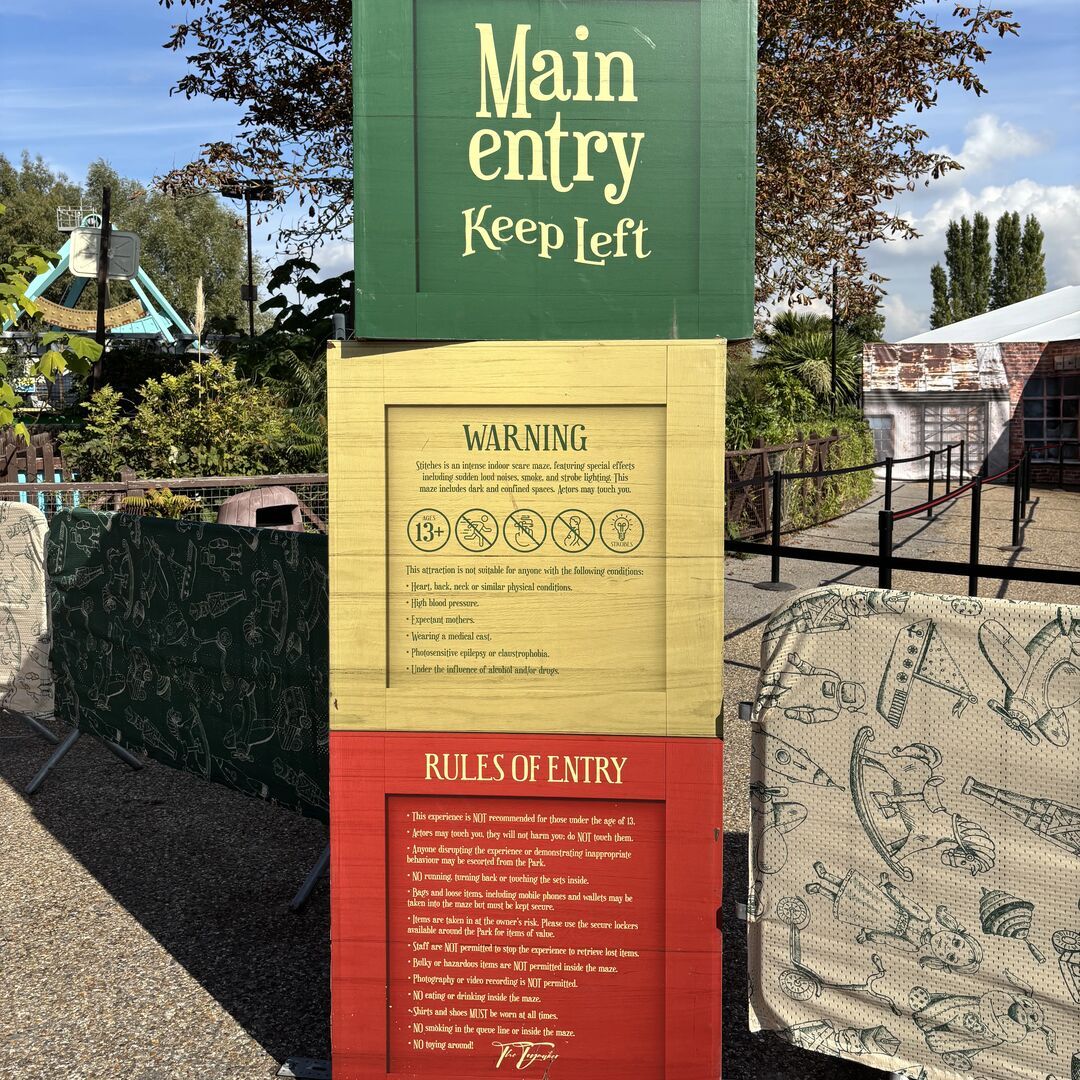 Main
entry
Keep Left
WARNING
Stitches is an intense indoor scare maze, featuring special effects
including sudden loud noises, smoke, and strobe lighting. This
maze includes dark and confined spaces. Actors may touch you.
AGES
13+
STROBES
This attraction is not suitable for anyone with the following conditions:
• Heart, back, neck or similar physical conditions.
• High blood pressure.
• Expectant mothers.
• Wearing a medical cast.
• Photosensitive epilepsy or claustrophobia.
• Under the influence of alcohol and/or drugs.
RULES OF ENTRY
• This experience is NOT recommended for those under the age of 13.
• Actors may touch you, they will not harm you; do NOT touch them.
• Anyone disrupting the experience or demonstrating inappropriate
behaviour may be escorted from the Park.
• NO running, turning back or touching the sets inside.
• Bags and loose items, including mobile phones and wallets may be
taken into the maze but must be kept secure.
• Items are taken in at the owner's risk. Please use the secure lockers
available around the Park for items of value.
• Staff are NOT permitted to stop the experience to retrieve lost items.
• Bulky or hazardous items are NOT permitted inside the maze.
• Photography or video recording is NOT permitted.
• NO eating or drinking inside the maze.
• Shirts and shoes MUST be worn at all times.
• NO smoking in the queue line or inside the maze.
• NO toying around!
The